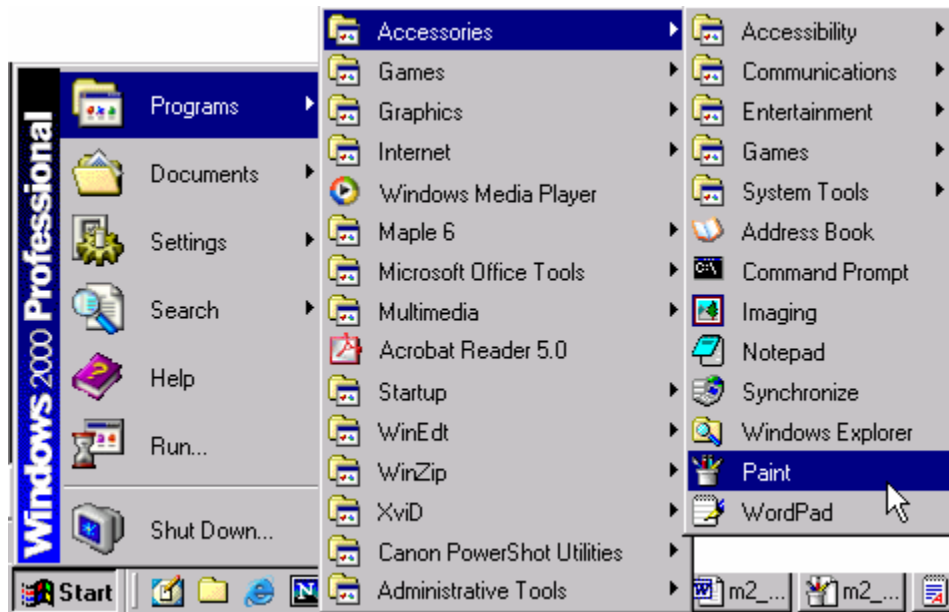 Windows 2000 Professional
Programs
Documents
Settings
Search
Help
Run...
Shut Down...
Accessories
Games
Graphics
Internet
Windows Media Player
Maple 6
Microsoft Office Tools
Multimedia
Acrobat Reader 5.0
Startup
WinEdt
WinZip
XviD
Canon PowerShot Utilities
Administrative Tools
Accessibility
Communications
Entertainment
Games
System Tools
Address Book
C:\
Command Prompt
Imaging
Notepad
Synchronize
Windows Explorer
Paint
WordPad
Start
N
W
m2_...
m2_...